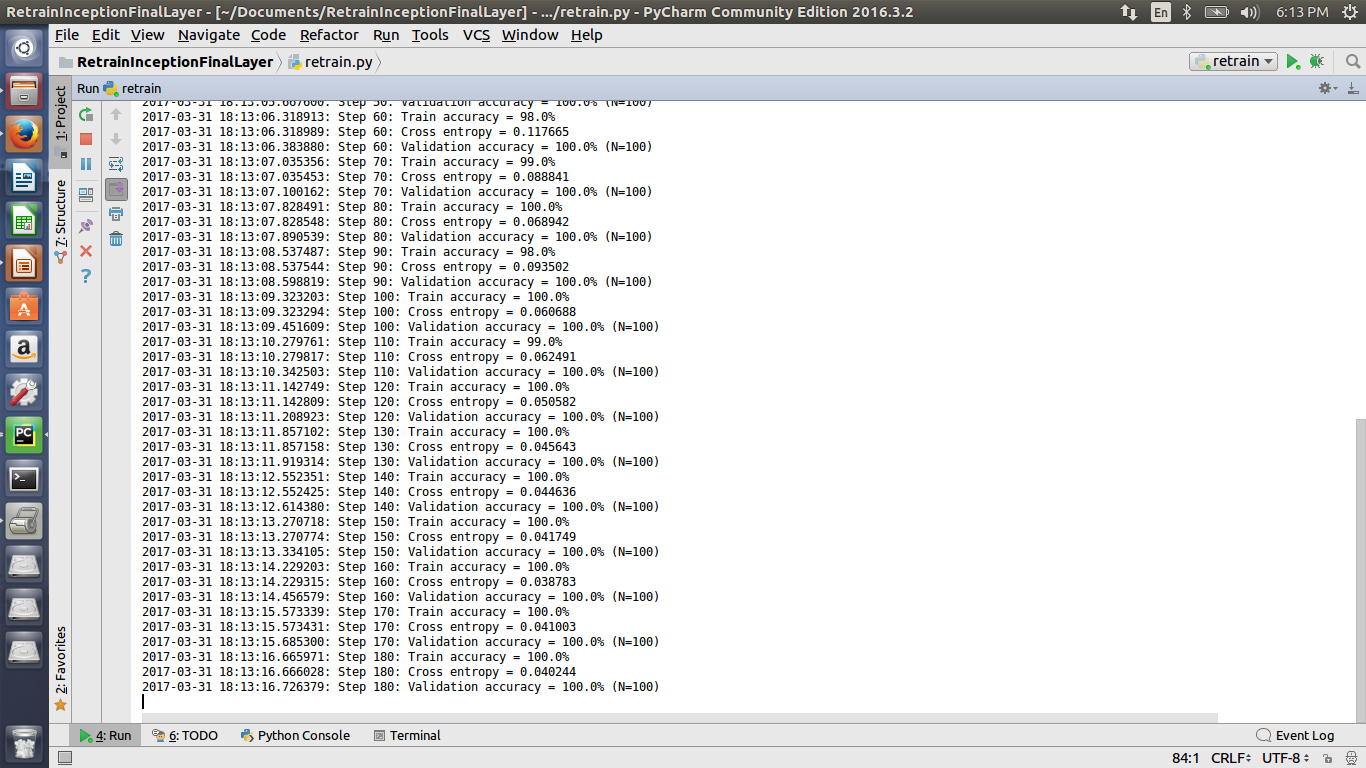 RetrainInceptionFinalLayer - [~/Documents/RetrainInceptionFinalLayer] - .../retrain.py - PyCharm Community Edition 2016.3.2
En
6:13 PM
File Edit View Navigate Code Refactor Run Tools VCS Window Help
RetrainInceptionFinalLayer retrain.py
retrain
Run retrain
1: Project
7: Structure
2: Favorites
2017-03-31 18:13:05.667600: Step 50: Validation accuracy = 100.0% (N=100)
2017-03-31 18:13:06.318913: Step 60: Train accuracy = 98.0%
2017-03-31 18:13:06.318989: Step 60: Cross entropy = 0.117665
2017-03-31 18:13:06.383880: Step 60: Validation accuracy = 100.0% (N=100)
2017-03-31 18:13:07.035356: Step 70: Train accuracy = 99.0%
2017-03-31 18:13:07.035453: Step 70: Cross entropy = 0.088841
2017-03-31 18:13:07.100162: Step 70: Validation accuracy = 100.0% (N=100)
2017-03-31 18:13:07.828491: Step 80: Train accuracy = 100.0%
2017-03-31 18:13:07.828548: Step 80: Cross entropy = 0.068942
2017-03-31 18:13:07.890539: Step 80: Validation accuracy = 100.0% (N=100)
2017-03-31 18:13:08.537487: Step 90: Train accuracy = 98.0%
2017-03-31 18:13:08.537544: Step 90: Cross entropy = 0.093502
2017-03-31 18:13:08.598819: Step 90: Validation accuracy = 100.0% (N=100)
2017-03-31 18:13:09.323203: Step 100: Train accuracy = 100.0%
2017-03-31 18:13:09.323294: Step 100: Cross entropy = 0.060688
2017-03-31 18:13:09.451609: Step 100: Validation accuracy = 100.0% (N=100)
2017-03-31 18:13:10.279761: Step 110: Train accuracy = 99.0%
2017-03-31 18:13:10.279817: Step 110: Cross entropy = 0.062491
2017-03-31 18:13:10.342503: Step 110: Validation accuracy = 100.0% (N=100)
2017-03-31 18:13:11.142749: Step 120: Train accuracy = 100.0%
2017-03-31 18:13:11.142809: Step 120: Cross entropy = 0.050582
2017-03-31 18:13:11.208923: Step 120: Validation accuracy = 100.0% (N=100)
2017-03-31 18:13:11.857102: Step 130: Train accuracy = 100.0%
2017-03-31 18:13:11.857158: Step 130: Cross entropy = 0.045643
2017-03-31 18:13:11.919314: Step 130: Validation accuracy = 100.0% (N=100)
2017-03-31 18:13:12.552351: Step 140: Train accuracy = 100.0%
2017-03-31 18:13:12.552425: Step 140: Cross entropy = 0.044636
2017-03-31 18:13:12.614380: Step 140: Validation accuracy = 100.0% (N=100)
2017-03-31 18:13:13.270718: Step 150: Train accuracy = 100.0%
2017-03-31 18:13:13.270774: Step 150: Cross entropy = 0.041749
2017-03-31 18:13:13.334105: Step 150: Validation accuracy = 100.0% (N=100)
2017-03-31 18:13:14.229203: Step 160: Train accuracy = 100.0%
2017-03-31 18:13:14.229315: Step 160: Cross entropy = 0.038783
2017-03-31 18:13:14.456579: Step 160: Validation accuracy = 100.0% (N=100)
2017-03-31 18:13:15.573339: Step 170: Train accuracy = 100.0%
2017-03-31 18:13:15.573431: Step 170: Cross entropy = 0.041003
2017-03-31 18:13:15.685300: Step 170: Validation accuracy = 100.0% (N=100)
2017-03-31 18:13:16.665971: Step 180: Train accuracy = 100.0%
2017-03-31 18:13:16.666028: Step 180: Cross entropy = 0.040244
2017-03-31 18:13:16.726379: Step 180: Validation accuracy = 100.0% (N=100)
PC
4: Run 6: TODO Python Console Terminal Event Log
84:1 CRLF UTF-8